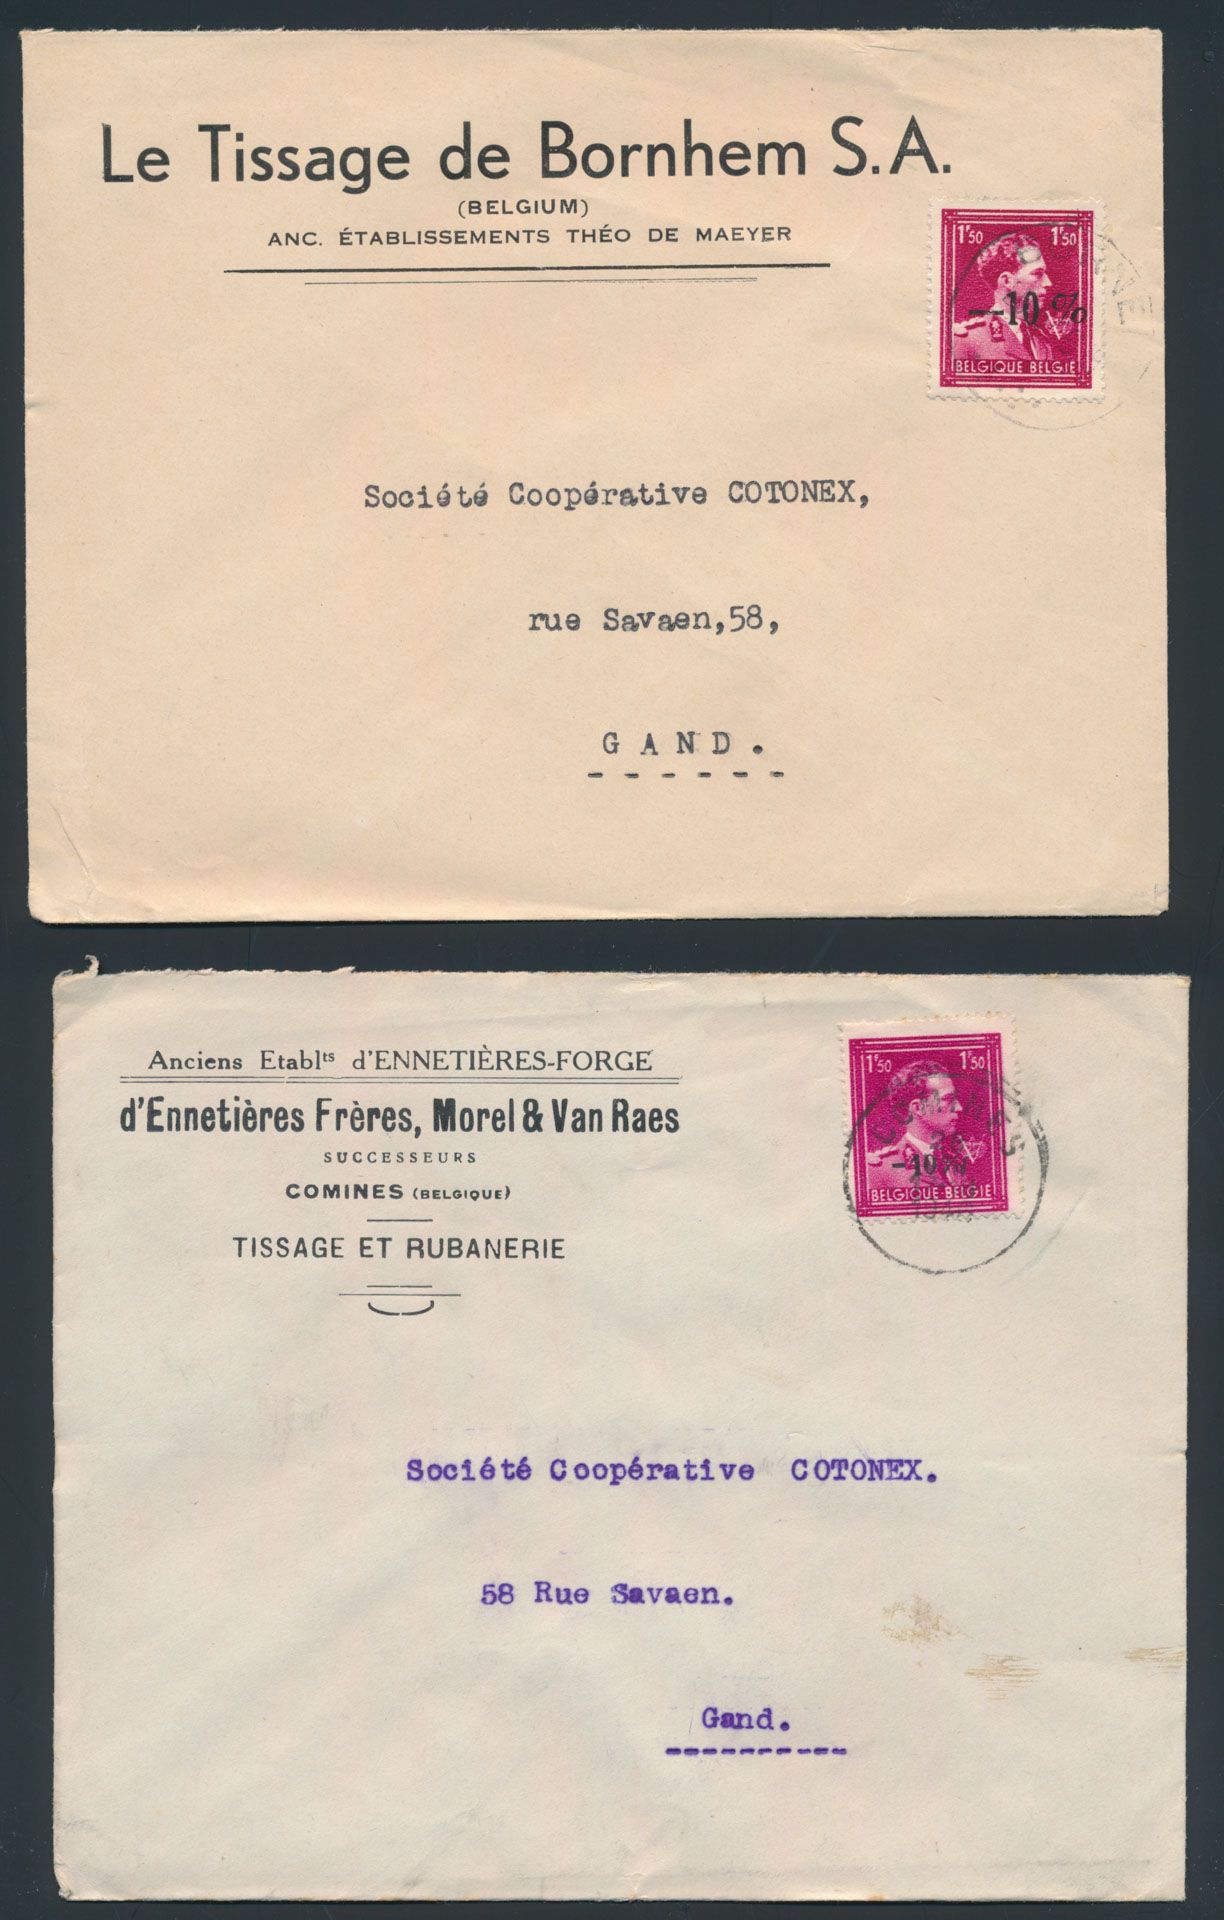 Le Tissage de Bornhem S.A.
(BELGIUM)
ANC. ÉTABLISSEMENTS THÉO DE MAEYER
1F50 1F50
—10%
BELGIQUE BELGIE
Société Coopérative COTONEX,
rue Savaen,58,
GAND.
Anciens Etablts d'ENNETIÈRES-FORGE
d'Ennetières Frères, Morel & Van Raes
SUCCESSEURS
COMINES (BELGIQUE)
TISSAGE ET RUBANERIE
1F50 1F50
-10%
BELGIQUE-BELGIE
Société Coopérative COTONEX.
58 Rue Savaen.
Gand.